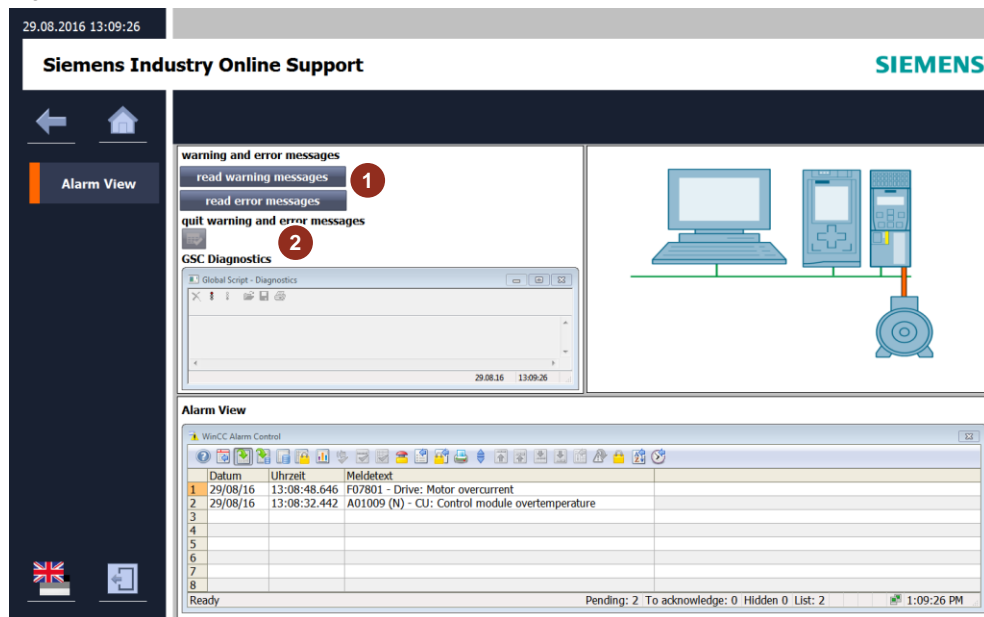 29.08.2016 13:09:26
Siemens Industry Online Support
SIEMENS
Alarm View
warning and error messages
read warning messages
1
read error messages
quit warning and error messages
2
GSC Diagnostics
Global Script - Diagnostics
29.08.16 13:09:26
Alarm View
WinCC Alarm Control
Datum Uhrzeit Meldetext
1 29/08/16 13:08:48.646 F07801 - Drive: Motor overcurrent
2 29/08/16 13:08:32.442 A01009 (N) - CU: Control module overtemperature
3
4
5
6
7
8
Ready Pending: 2 To acknowledge: 0 Hidden 0 List: 2 1:09:26 PM